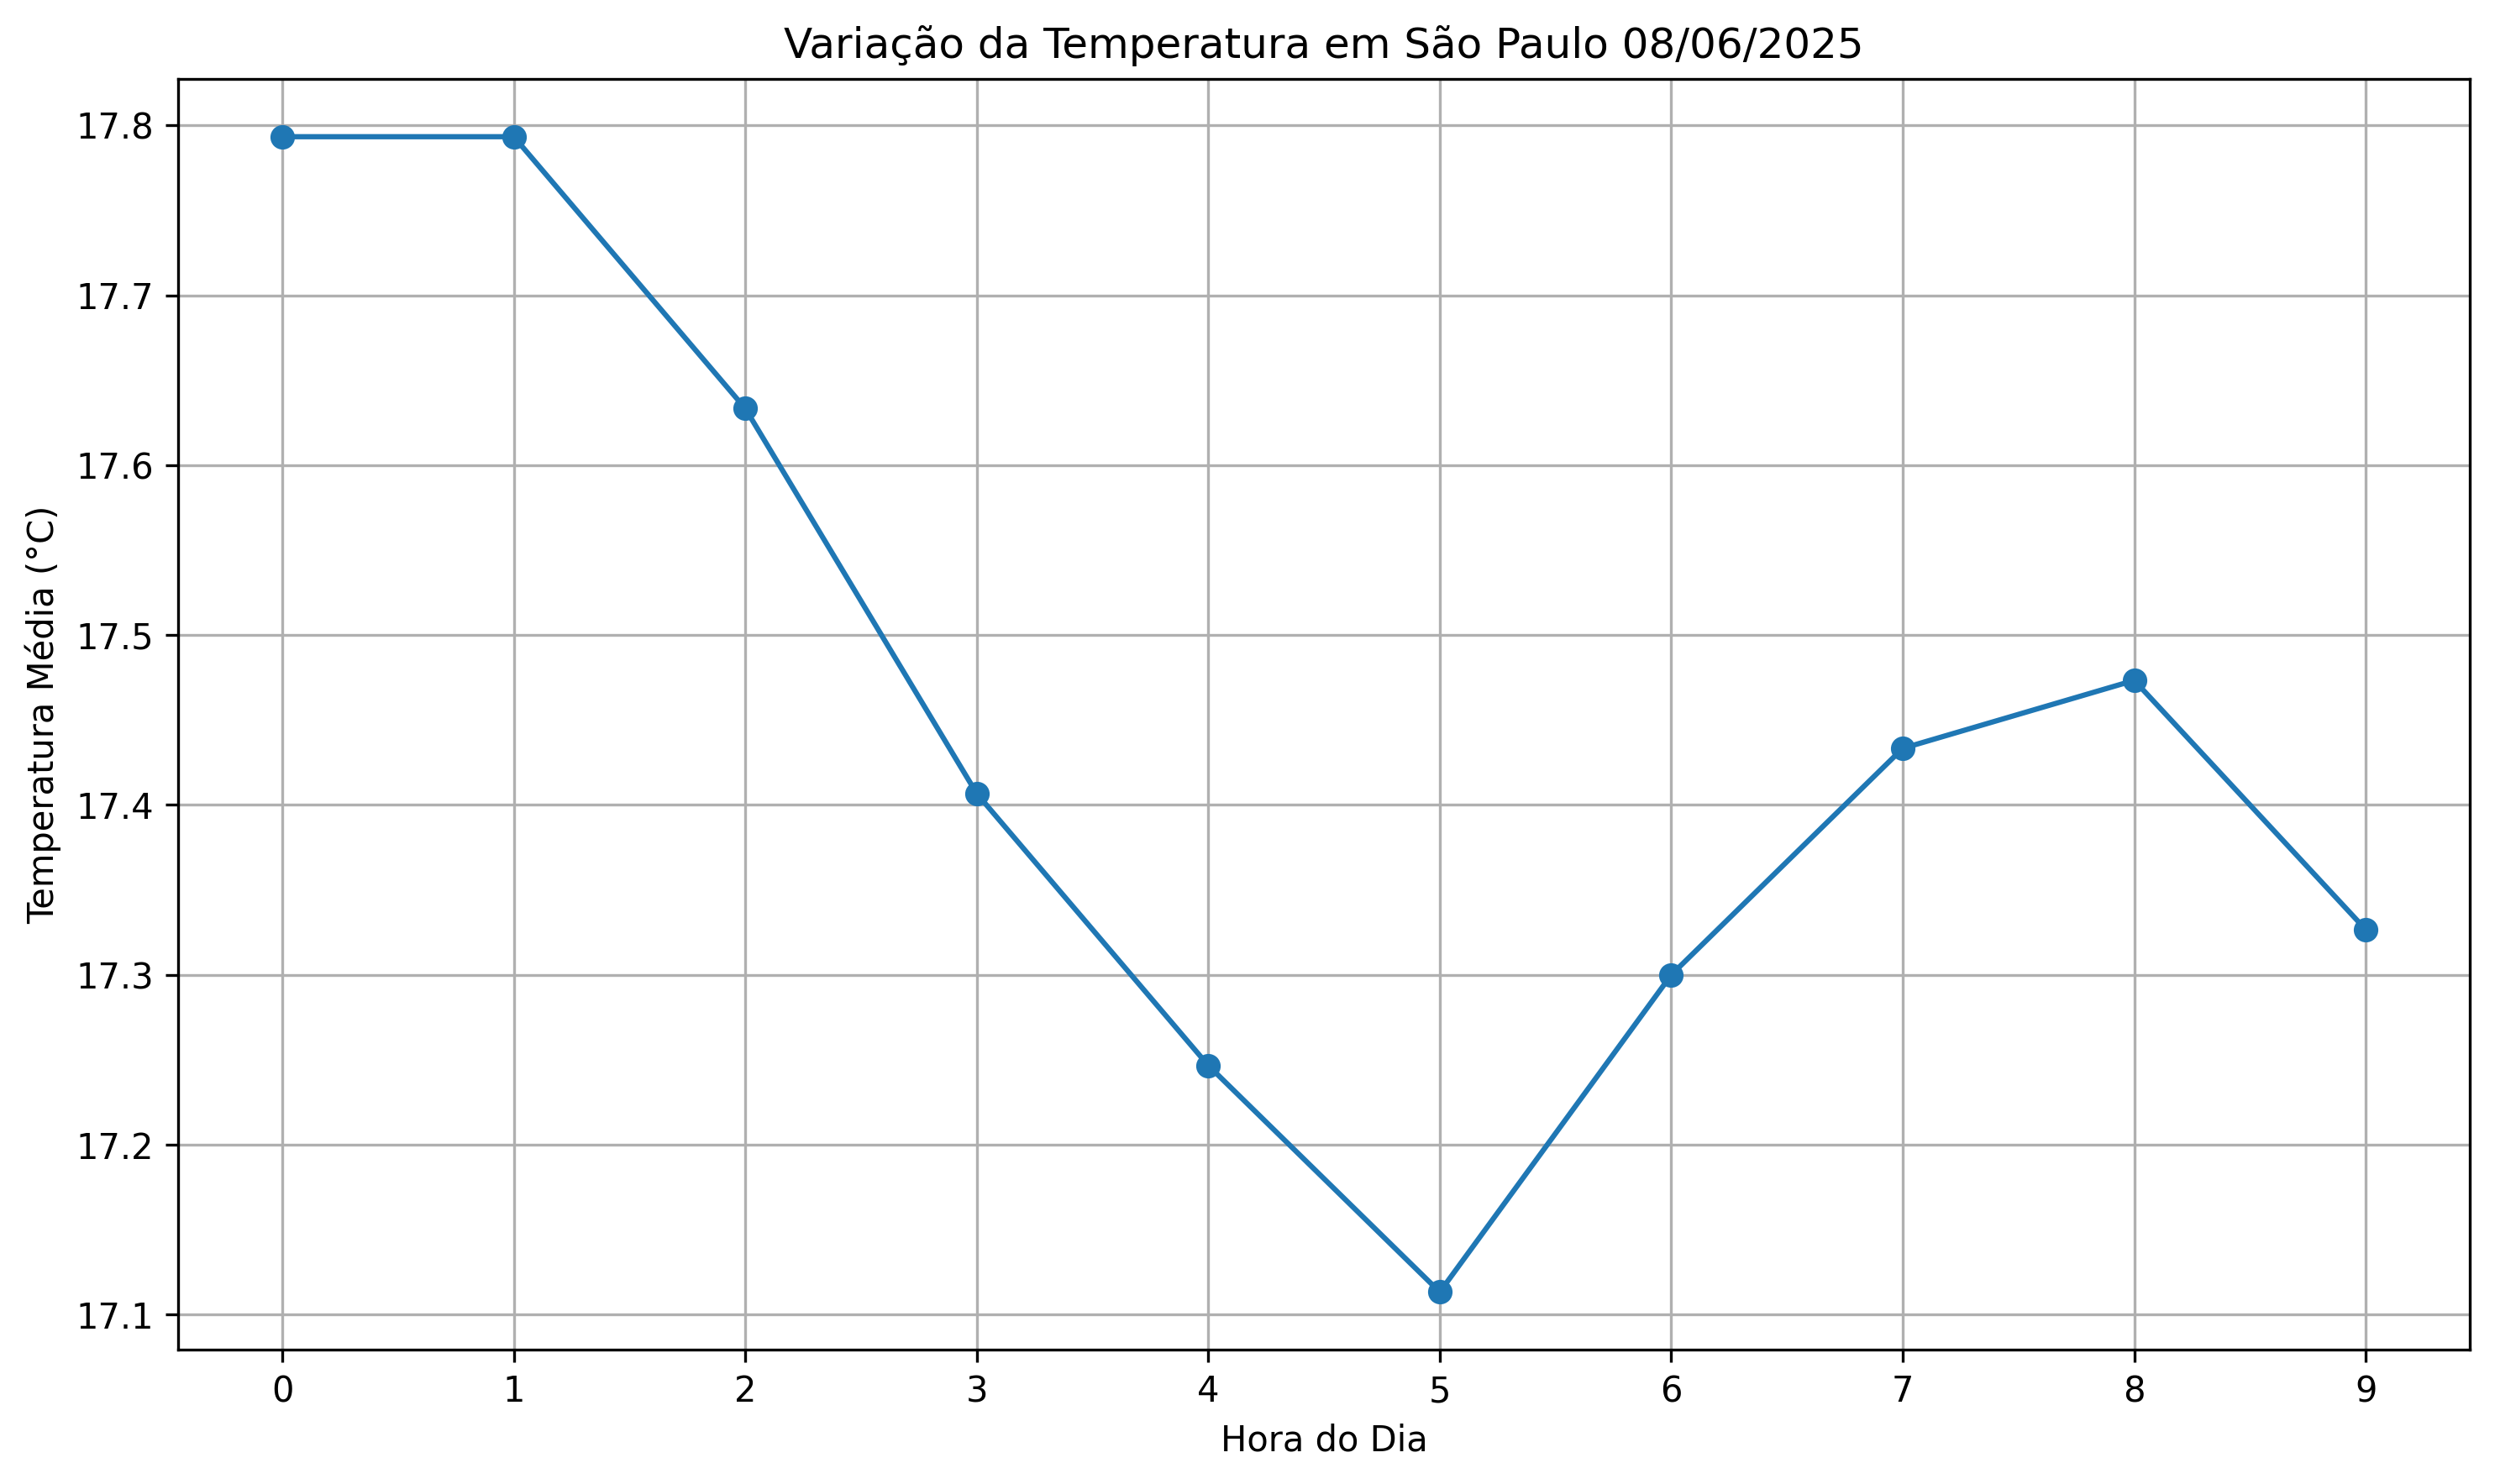 Variação da Temperatura em São Paulo 08/06/2025
Temperatura Média (°C)
17.8
17.7
17.6
17.5
17.4
17.3
17.2
17.1
0 1 2 3 4 5 6 7 8 9
Hora do Dia